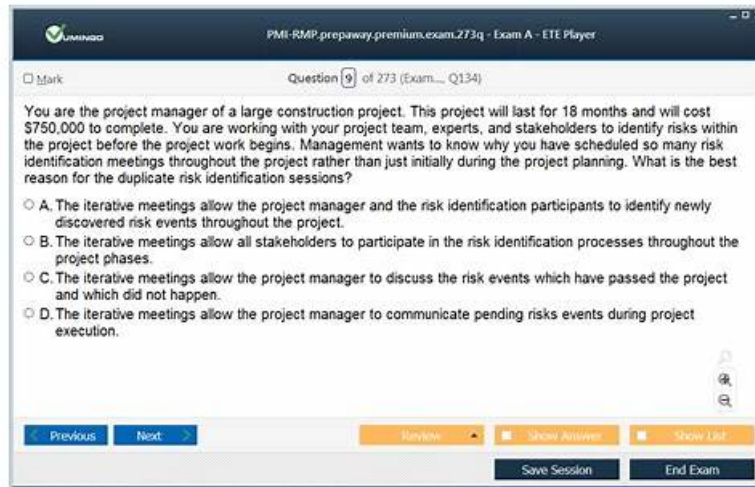 VUMINGO
PMI-RMP.prepaway.premium.exam.273q - Exam A - ETE Player
Mark
Question 9 of 273 (Exam..., Q134)
You are the project manager of a large construction project. This project will last for 18 months and will cost
$750,000 to complete. You are working with your project team, experts, and stakeholders to identify risks within
the project before the project work begins. Management wants to know why you have scheduled so many risk
identification meetings throughout the project rather than just initially during the project planning. What is the best
reason for the duplicate risk identification sessions?
A. The iterative meetings allow the project manager and the risk identification participants to identify newly
discovered risk events throughout the project.
B. The iterative meetings allow all stakeholders to participate in the risk identification processes throughout the
project phases.
C. The iterative meetings allow the project manager to discuss the risk events which have passed the project
and which did not happen.
D. The iterative meetings allow the project manager to communicate pending risks events during project
execution.
Previous Next Review Show Answer Show List
Save Session End Exam